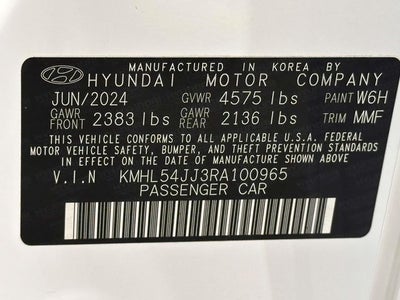 MANUFACTURED IN KOREA BY
HYUNDAI MOTOR COMPANY
JUN/2024 GVWR 4575 lbs PAINT W6H
GAWR FRONT 2383 lbs GAWR REAR 2136 lbs TRIM MMF
THIS VEHICLE CONFORMS TO ALL APPLICABLE U.S.A. FEDERAL
MOTOR VEHICLE SAFETY, BUMPER, AND THEFT PREVENTION STANDARDS
IN EFFECT ON THE DATE OF MANUFACTURE SHOWN ABOVE.
V.I.N KMHL54JJ3RA100965
PASSENGER CAR